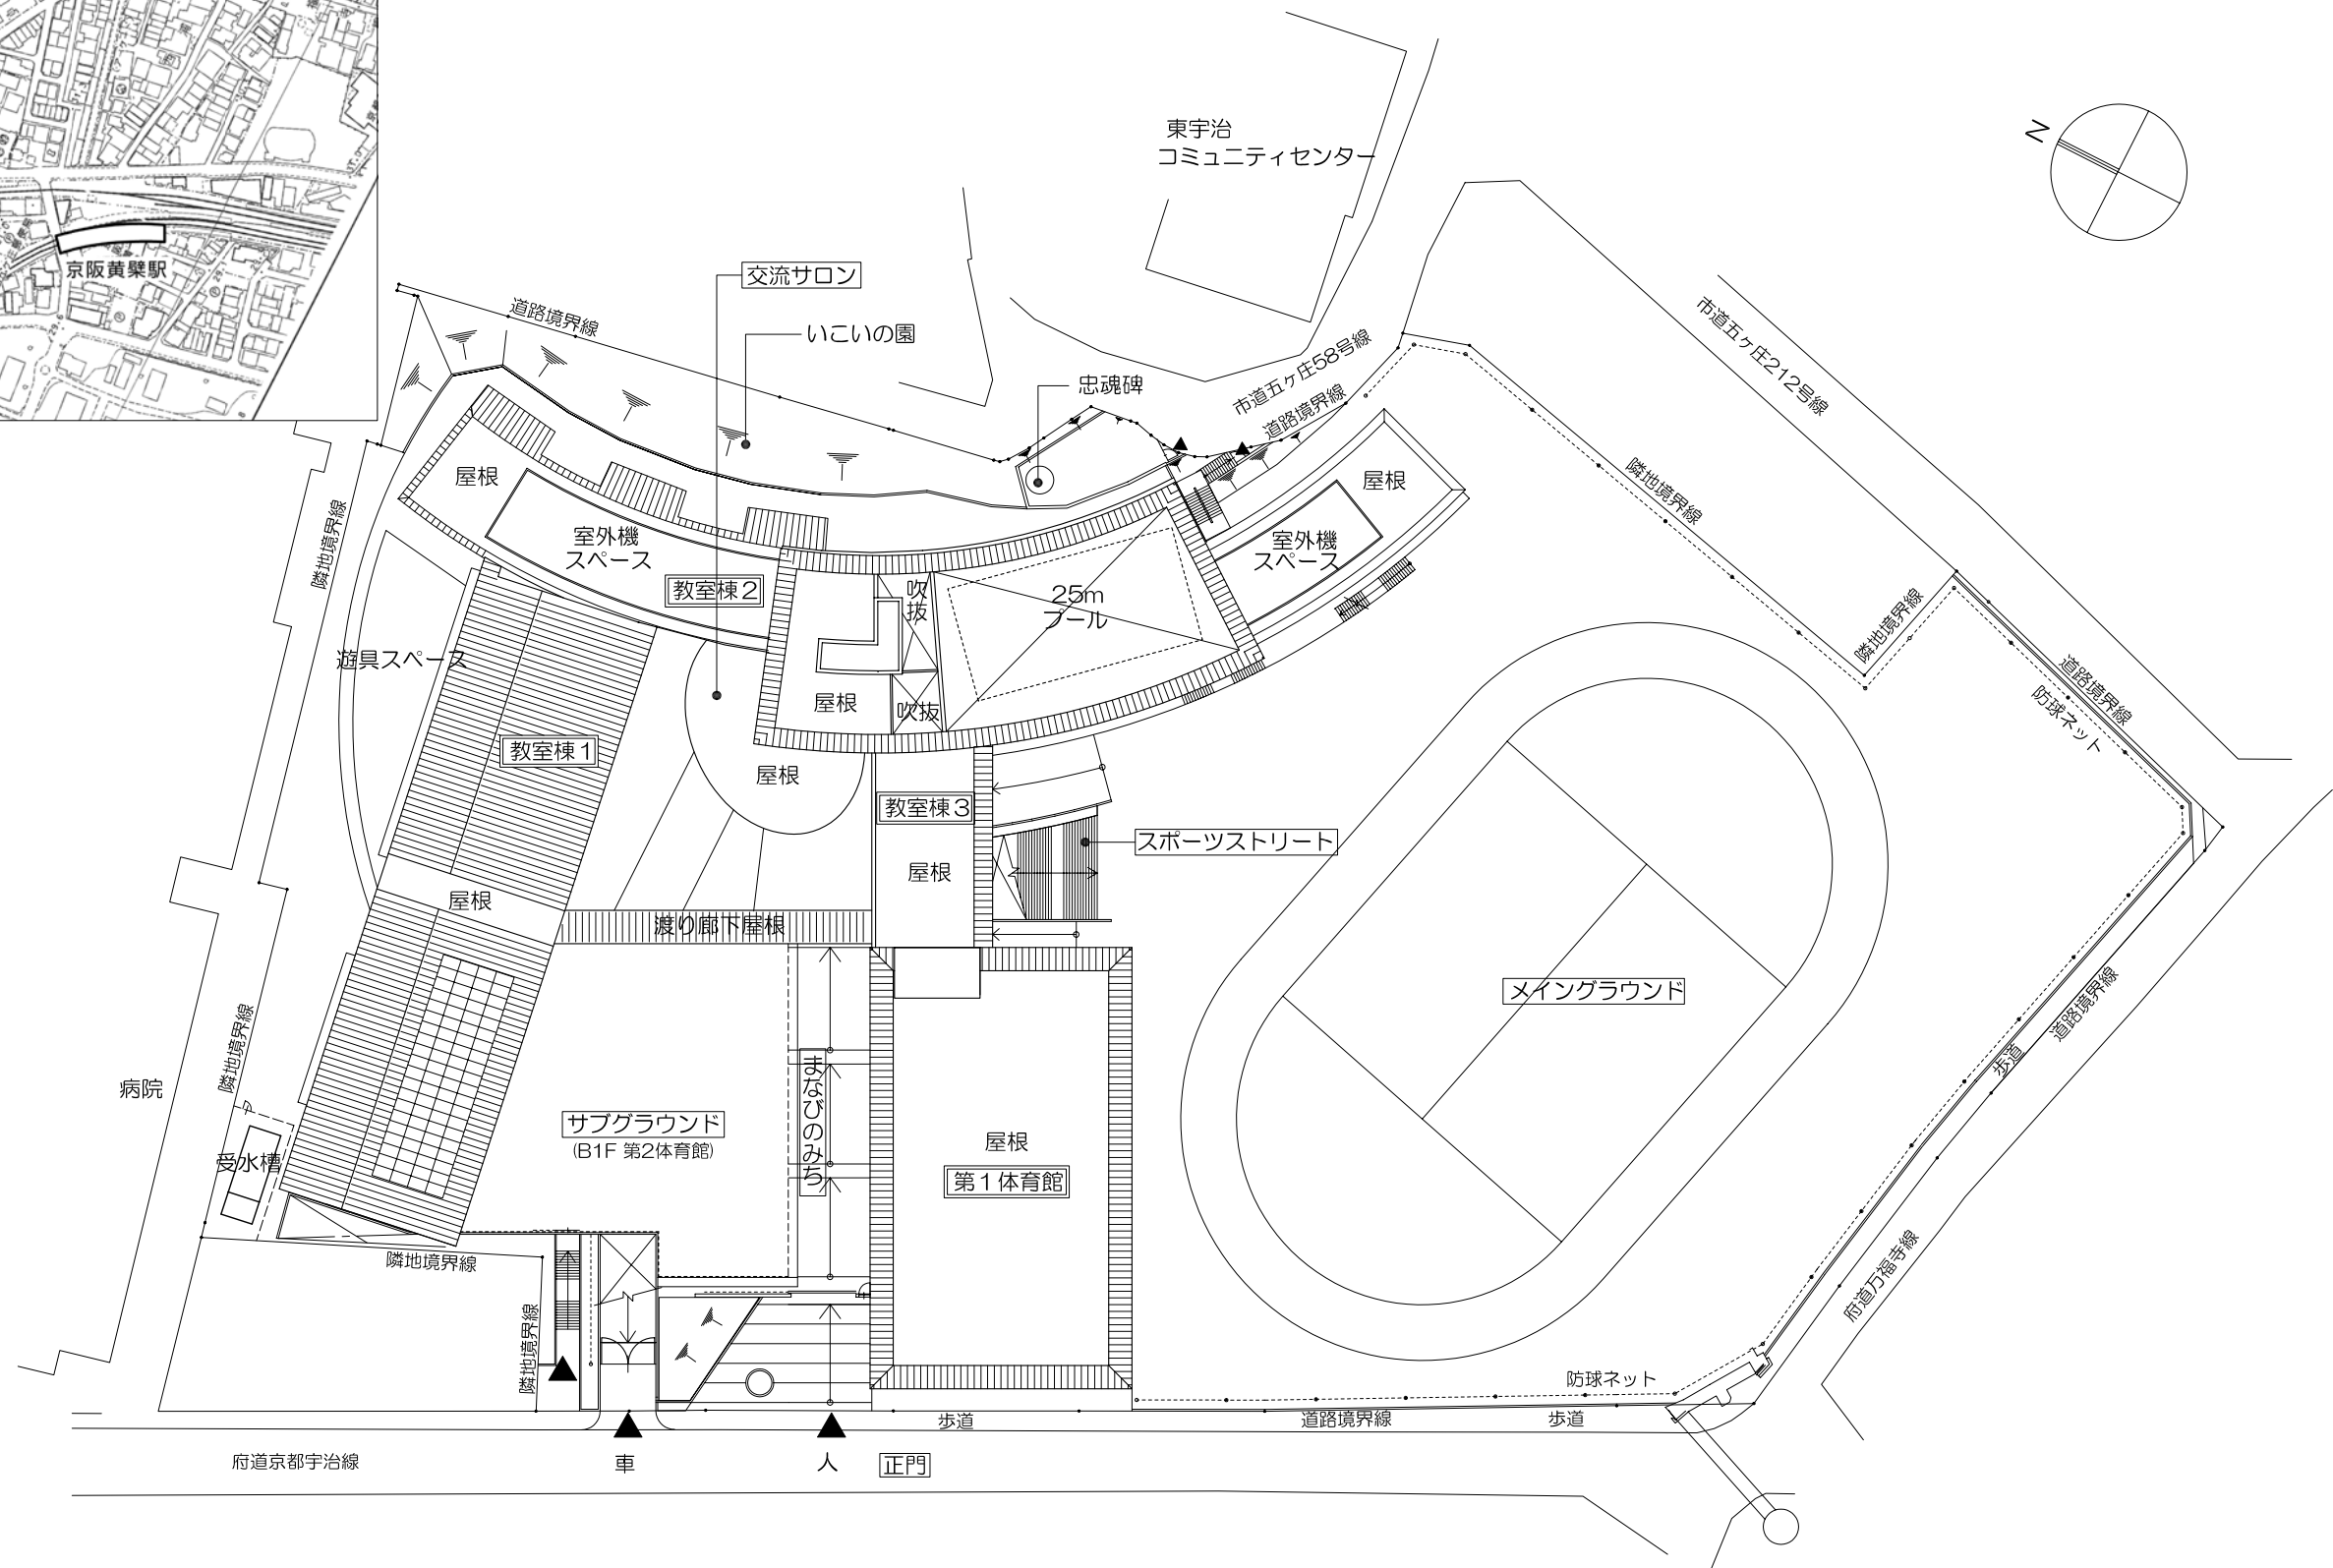 京阪黄檗駅
東宇治
コミュニティセンター
N
交流サロン
道路境界線
いこいの園
忠魂碑
市道五ヶ庄58号線
道路境界線
市道五ヶ庄212号線
屋根
屋根
隣地境界線
隣地境界線
室外機
スペース
室外機
スペース
教室棟2
吹抜
25m
プール
隣地境界線
遊具スペース
道路境界線
防球ネット
屋根
吹抜
教室棟1
屋根
教室棟3
スポーツストリート
屋根
屋根
渡り廊下屋根
メイングラウンド
道路境界線
歩道
隣地境界線
病院
まなびのみち
サブグラウンド
(B1F 第2体育館)
屋根
第1体育館
受水槽
隣地境界線
府道万福寺線
隣地境界線
防球ネット
歩道
道路境界線
歩道
府道京都宇治線
車
人
正門